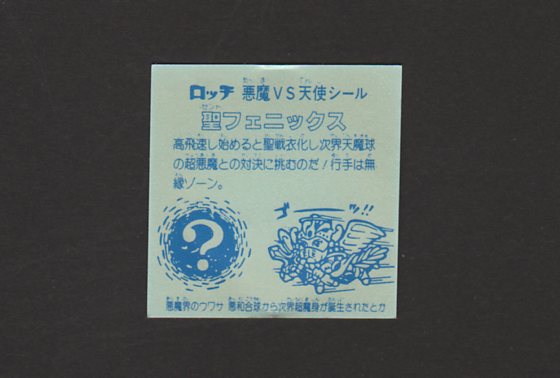 ロッチ 悪魔VS天使シール
聖フェニックス
高飛速し始めると聖戦衣化し次界天魔球
の超悪魔との対決に挑むのだ!行手は無
縁ゾーン。
ゴーッ!!
?
悪魔界のウワサ 悪和合球から次界超魔身が誕生されたとか